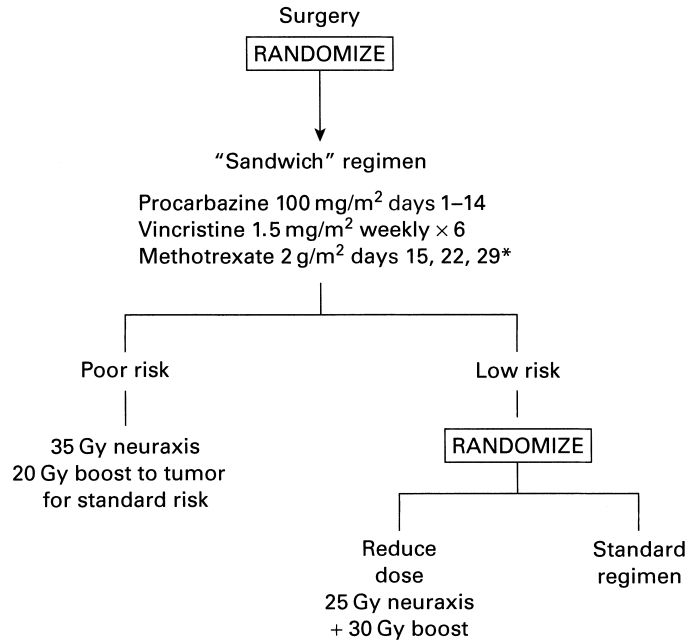 Surgery
RANDOMIZE
“Sandwich” regimen
Procarbazine 100 mg/m² days 1–14
Vincristine 1.5 mg/m² weekly × 6
Methotrexate 2 g/m² days 15, 22, 29*
Poor risk
35 Gy neuraxis
20 Gy boost to tumor
for standard risk
Low risk
RANDOMIZE
Reduce
dose
25 Gy neuraxis
+ 30 Gy boost
Standard
regimen